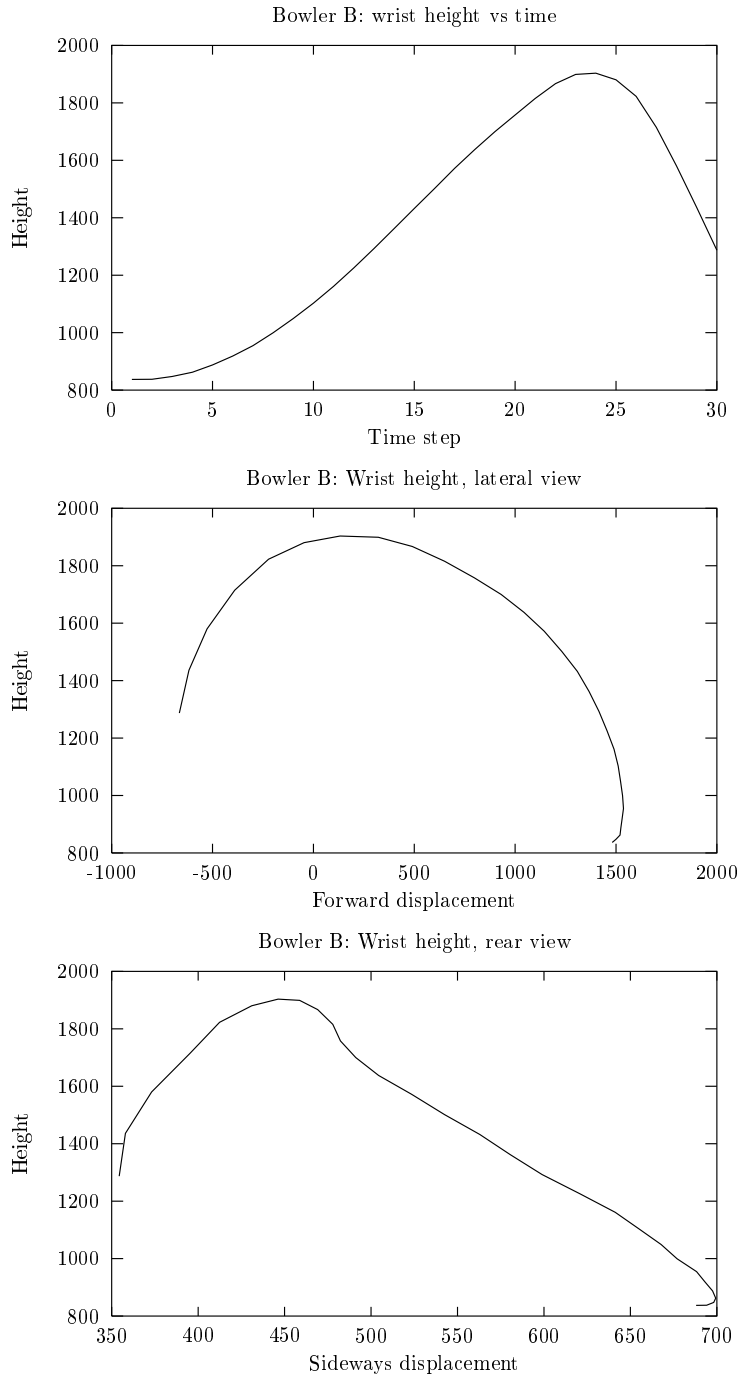 Bowler B: wrist height vs time
2000
1800
1600
1400
1200
1000
800
Height
0 5 10 15 20 25 30
Time step
Bowler B: Wrist height, lateral view
2000
1800
1600
1400
1200
1000
800
Height
-1000 -500 0 500 1000 1500 2000
Forward displacement
Bowler B: Wrist height, rear view
2000
1800
1600
1400
1200
1000
800
Height
350 400 450 500 550 600 650 700
Sideways displacement